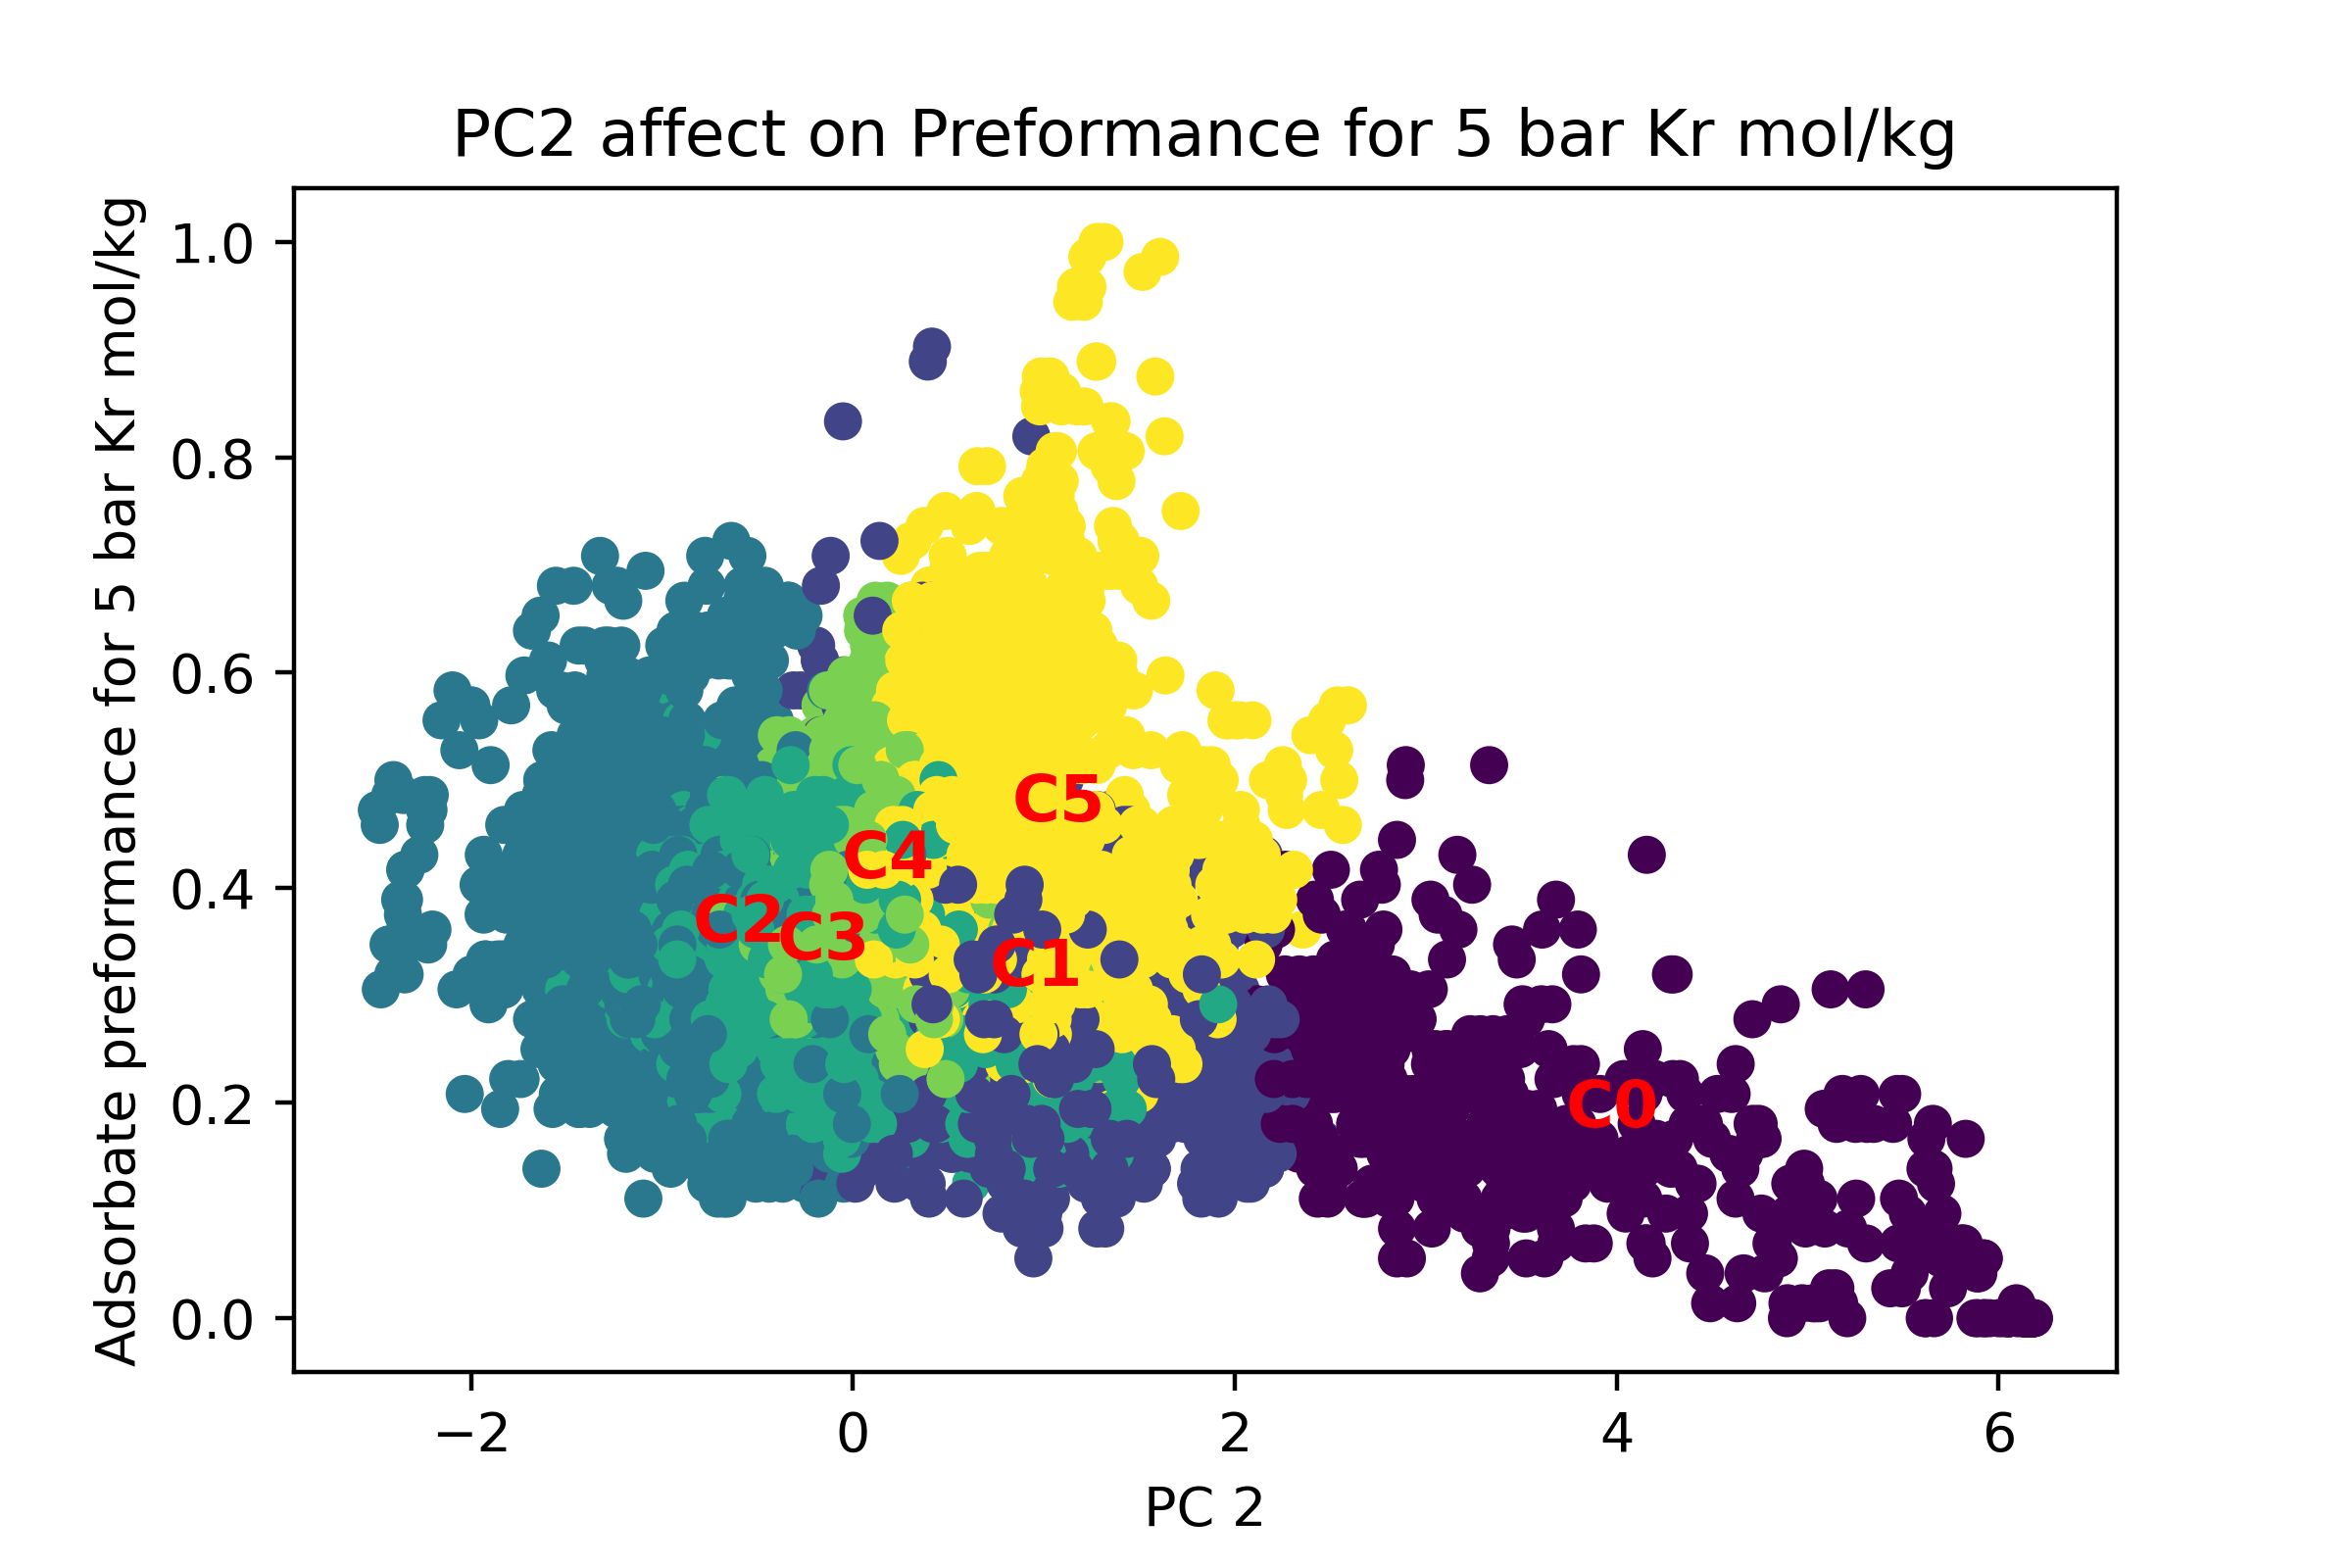 PC2 affect on Preformance for 5 bar Kr mol/kg
Adsorbate preformance for 5 bar Kr mol/kg
1.0
0.8
0.6
0.4
0.2
0.0
C5
C4
C2
C3
C1
C0
−2
0
2
4
6
PC 2